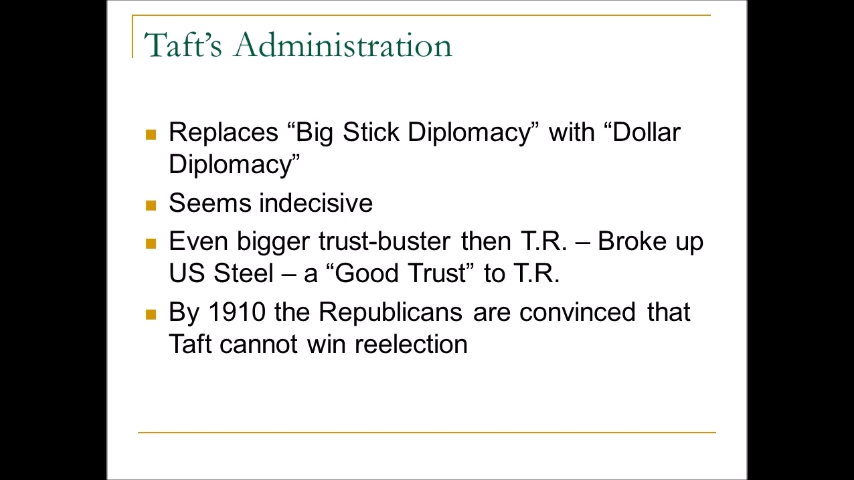 Taft’s Administration
Replaces “Big Stick Diplomacy” with “Dollar
Diplomacy”
Seems indecisive
Even bigger trust-buster then T.R. – Broke up
US Steel – a “Good Trust” to T.R.
By 1910 the Republicans are convinced that
Taft cannot win reelection